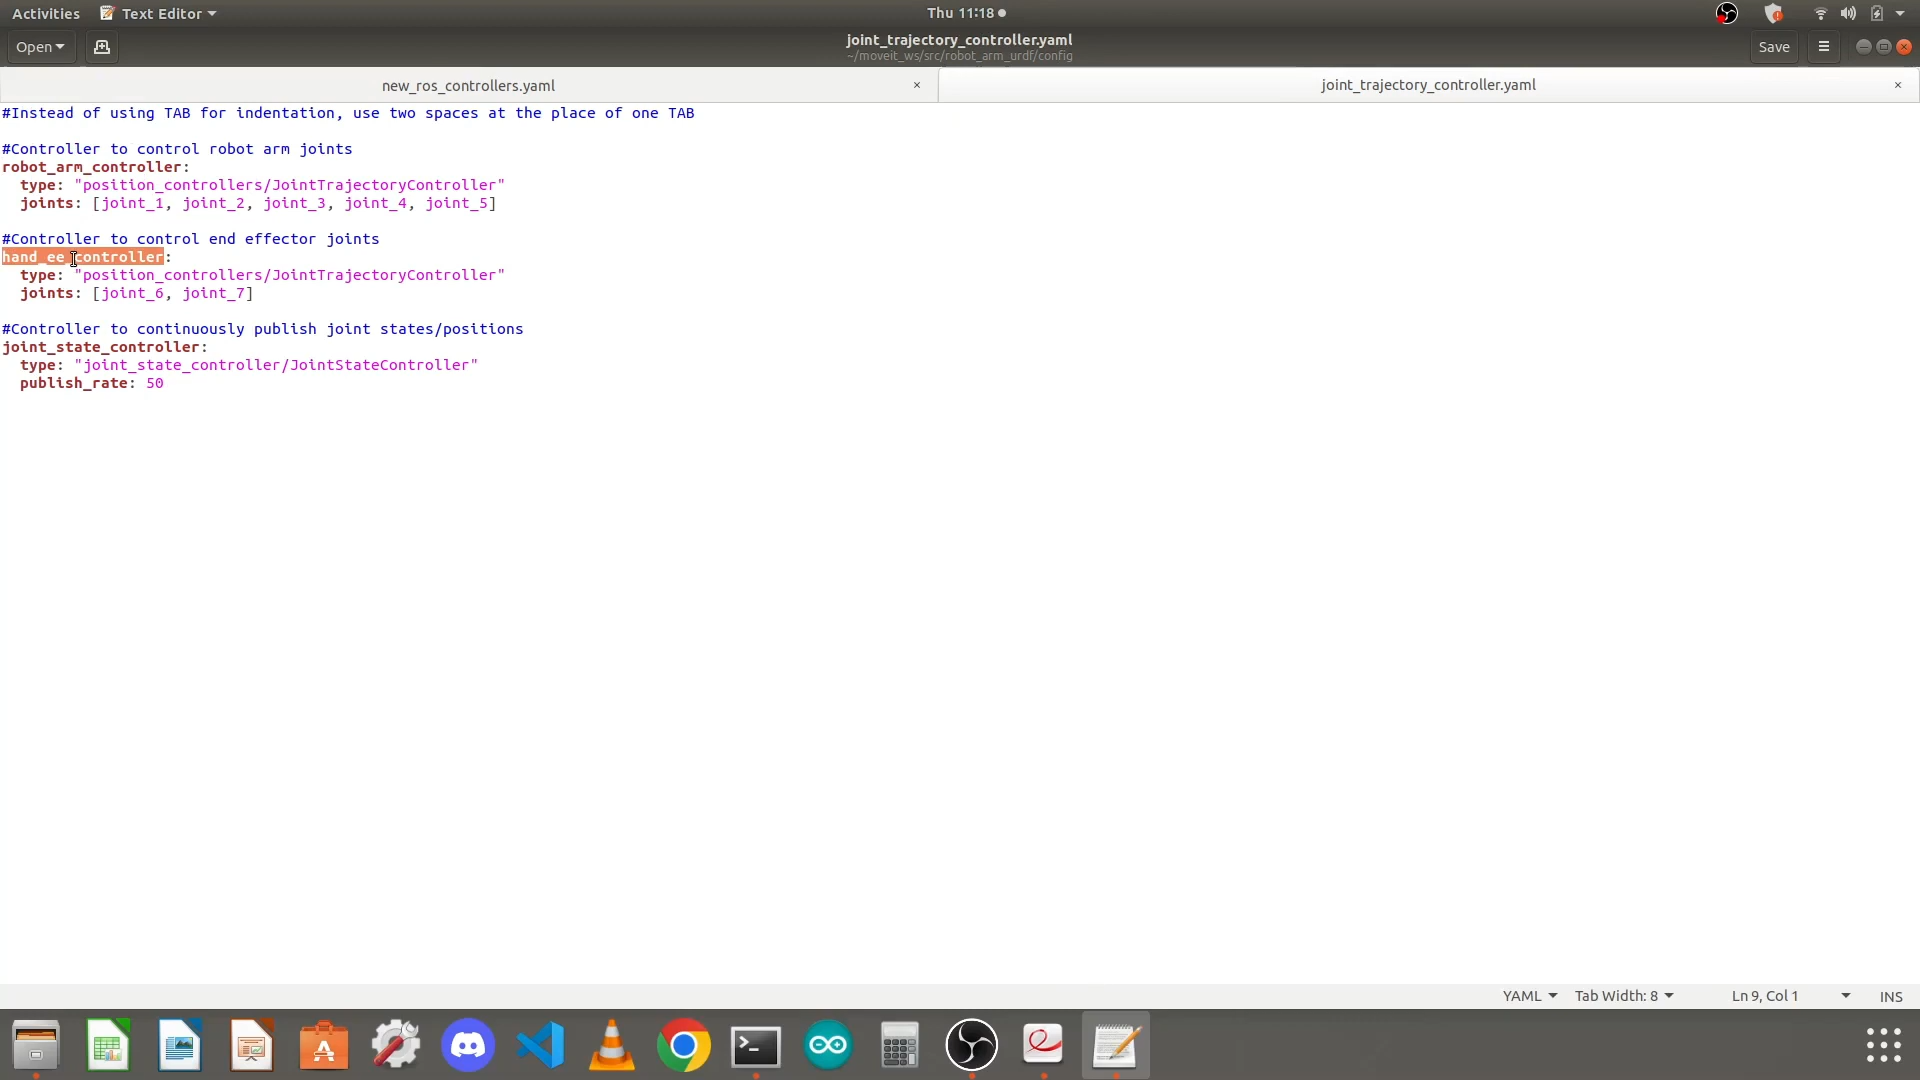 Activities Text Editor Thu 11:18
Open joint_trajectory_controller.yaml Save
~/moveit_ws/src/robot_arm_urdf/config
new_ros_controllers.yaml × joint_trajectory_controller.yaml ×
#Instead of using TAB for indentation, use two spaces at the place of one TAB
#Controller to control robot arm joints
robot_arm_controller:
type: "position_controllers/JointTrajectoryController"
joints: [joint_1, joint_2, joint_3, joint_4, joint_5]
#Controller to control end effector joints
hand_ee_controller:
type: "position_controllers/JointTrajectoryController"
joints: [joint_6, joint_7]
#Controller to continuously publish joint states/positions
joint_state_controller:
type: "joint_state_controller/JointStateController"
publish_rate: 50
YAML Tab Width: 8 Ln 9, Col 1 INS